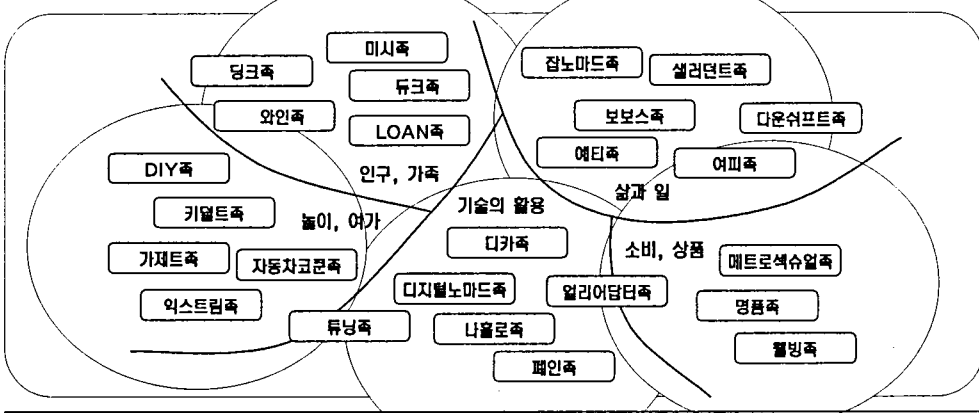 미시족
딩크족
듀크족
와인족
LOAN족
인구, 가족
잡노마드족
샐러던트족
보보스족
다운쉬프트족
예티족
여피족
삶과 일
DIY족
키덜트족
놀이, 여가
가제트족
자동차코쿤족
익스트림족
튜닝족
기술의 활용
디카족
디지털노마드족
얼리어답터족
나홀로족
폐인족
소비, 상품
메트로섹슈얼족
명품족
웰빙족